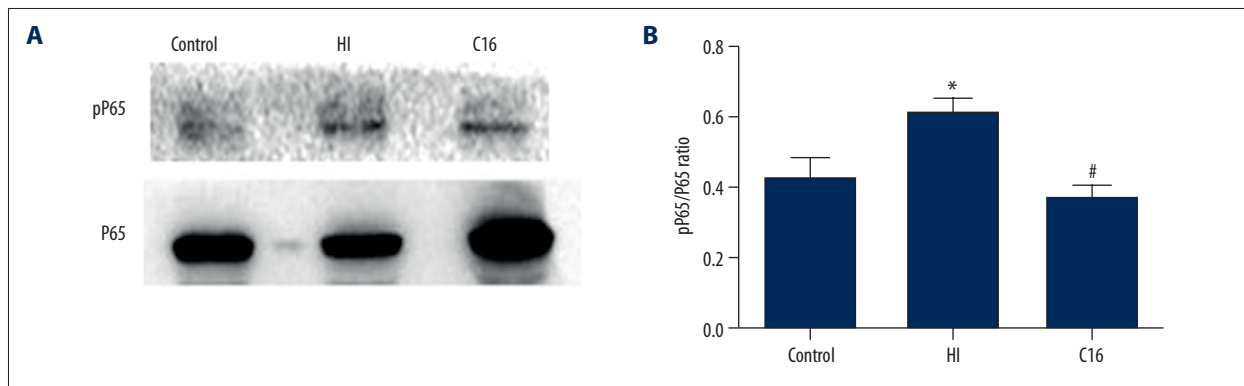 A
Control HI C16
pP65
P65
B
pP65/P65 ratio
0.8
0.6
0.4
0.2
0.0
*
#
Control HI C16